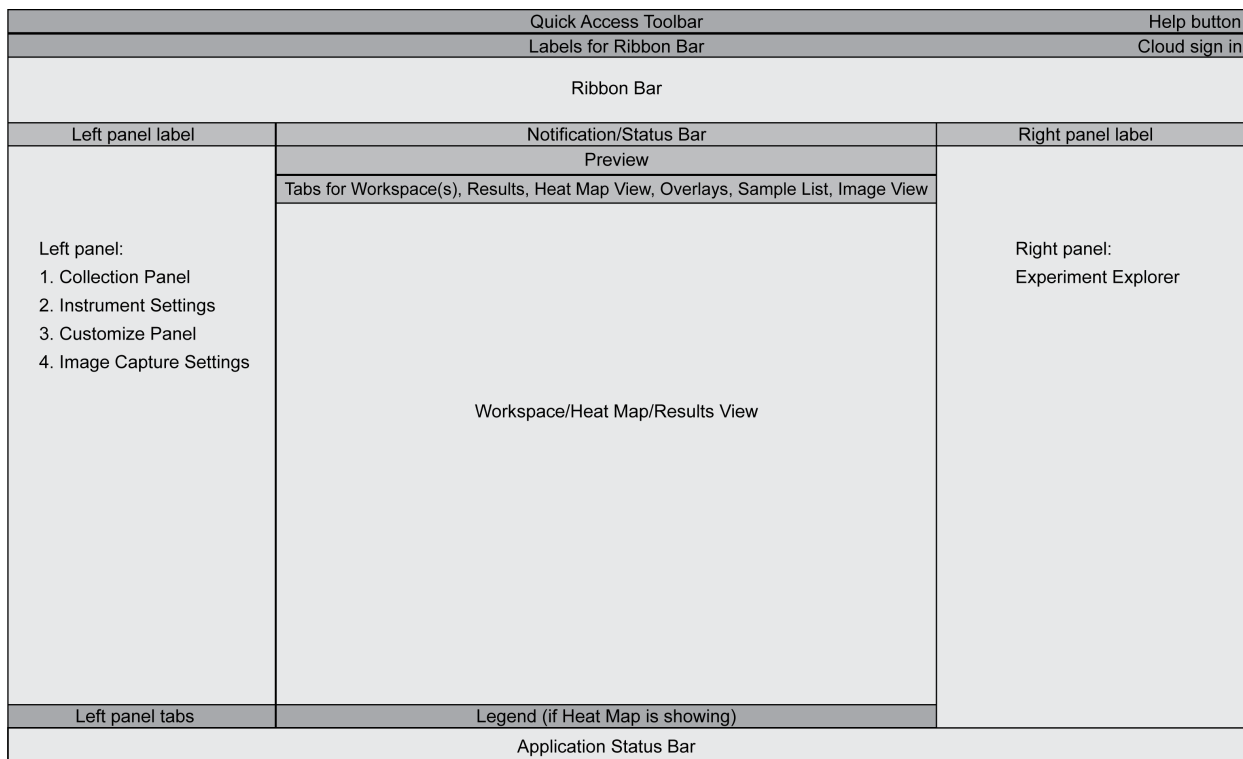 Quick Access Toolbar Help button
Labels for Ribbon Bar Cloud sign in
Ribbon Bar
Left panel label Notification/Status Bar Right panel label
Preview
Tabs for Workspace(s), Results, Heat Map View, Overlays, Sample List, Image View
Left panel:
1. Collection Panel
2. Instrument Settings
3. Customize Panel
4. Image Capture Settings
Right panel:
Experiment Explorer
Workspace/Heat Map/Results View
Left panel tabs Legend (if Heat Map is showing)
Application Status Bar